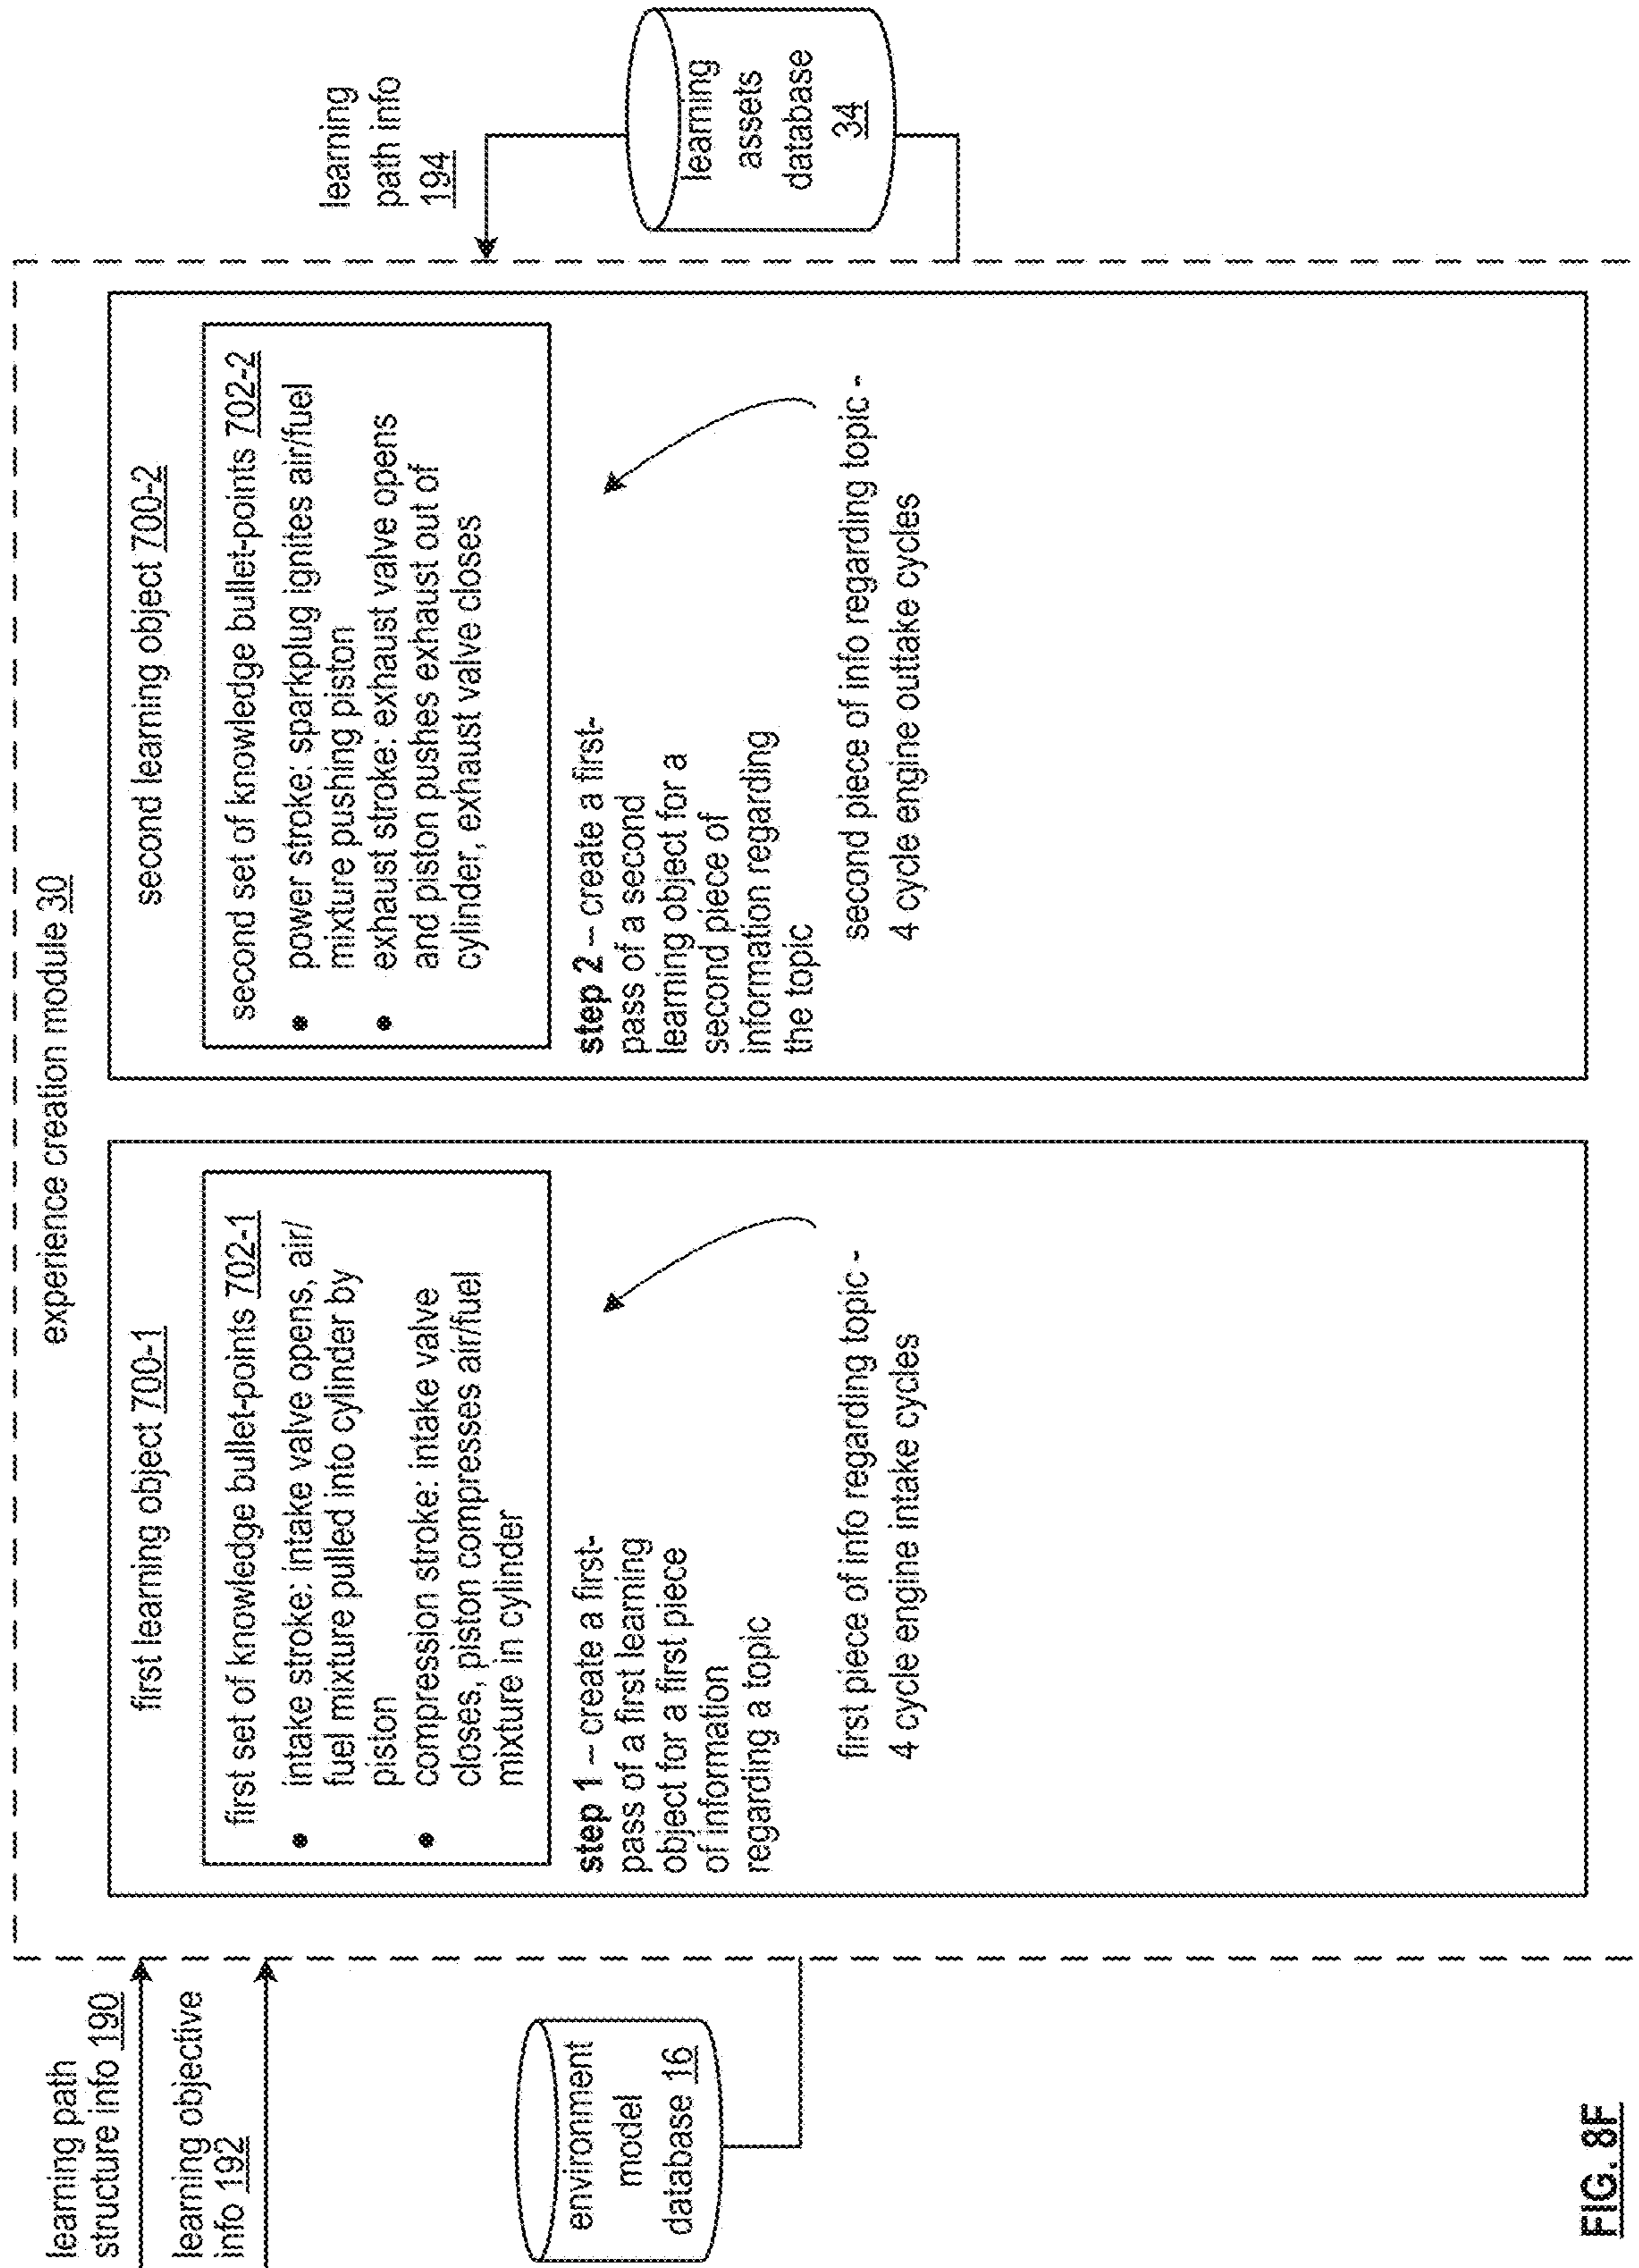 experience creation module 30
learning path
structure info 190
learning objective
info 192
environment
model
database 16
first learning object 700-1
first set of knowledge bullet-points 702-1
• intake stroke: intake valve opens, air/
fuel mixture pulled into cylinder by
piston
• compression stroke: intake valve
closes, piston compresses air/fuel
mixture in cylinder
step 1 – create a first-
pass of a first learning
object for a first piece
of information
regarding a topic
first piece of info regarding topic -
4 cycle engine intake cycles
second learning object 700-2
second set of knowledge bullet-points 702-2
• power stroke: sparkplug ignites air/fuel
mixture pushing piston
• exhaust stroke: exhaust valve opens
and piston pushes exhaust out of
cylinder, exhaust valve closes
step 2 – create a first-
pass of a second
learning object for a
second piece of
information regarding
the topic
second piece of info regarding topic -
4 cycle engine outtake cycles
learning
path info
194
learning
assets
database
34
FIG. 8F